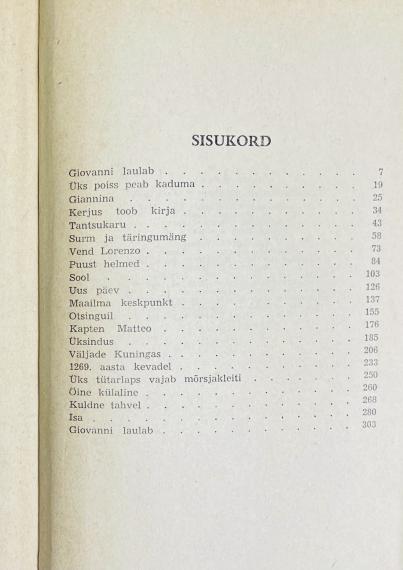 SISUKORD
Giovanni laulab . . . . . . . . . . . 7
Üks poiss peab kaduma . . . . . . . . . 19
Giannina . . . . . . . . . . . . 25
Kerjus toob kirja . . . . . . . . . . 34
Tantsukaru . . . . . . . . . . . . 43
Surm ja täringumäng . . . . . . . . . 58
Vend Lorenzo . . . . . . . . . . . 73
Puust helmed . . . . . . . . . . . 84
Sool . . . . . . . . . . . . . 103
Uus päev . . . . . . . . . . . . 126
Maailma keskpunkt . . . . . . . . . 137
Otsinguil . . . . . . . . . . . . 155
Kapten Matteo . . . . . . . . . . . 176
Üksindus . . . . . . . . . . . . 185
Väljade Kuningas . . . . . . . . . . 206
1269. aasta kevadel . . . . . . . . . 233
Üks tütarlaps vajab mõrsjakleiti . . . . . . 250
Öine külaline . . . . . . . . . . . 260
Kuldne tahvel . . . . . . . . . . . 268
Isa . . . . . . . . . . . . . 280
Giovanni laulab . . . . . . . . . . 303